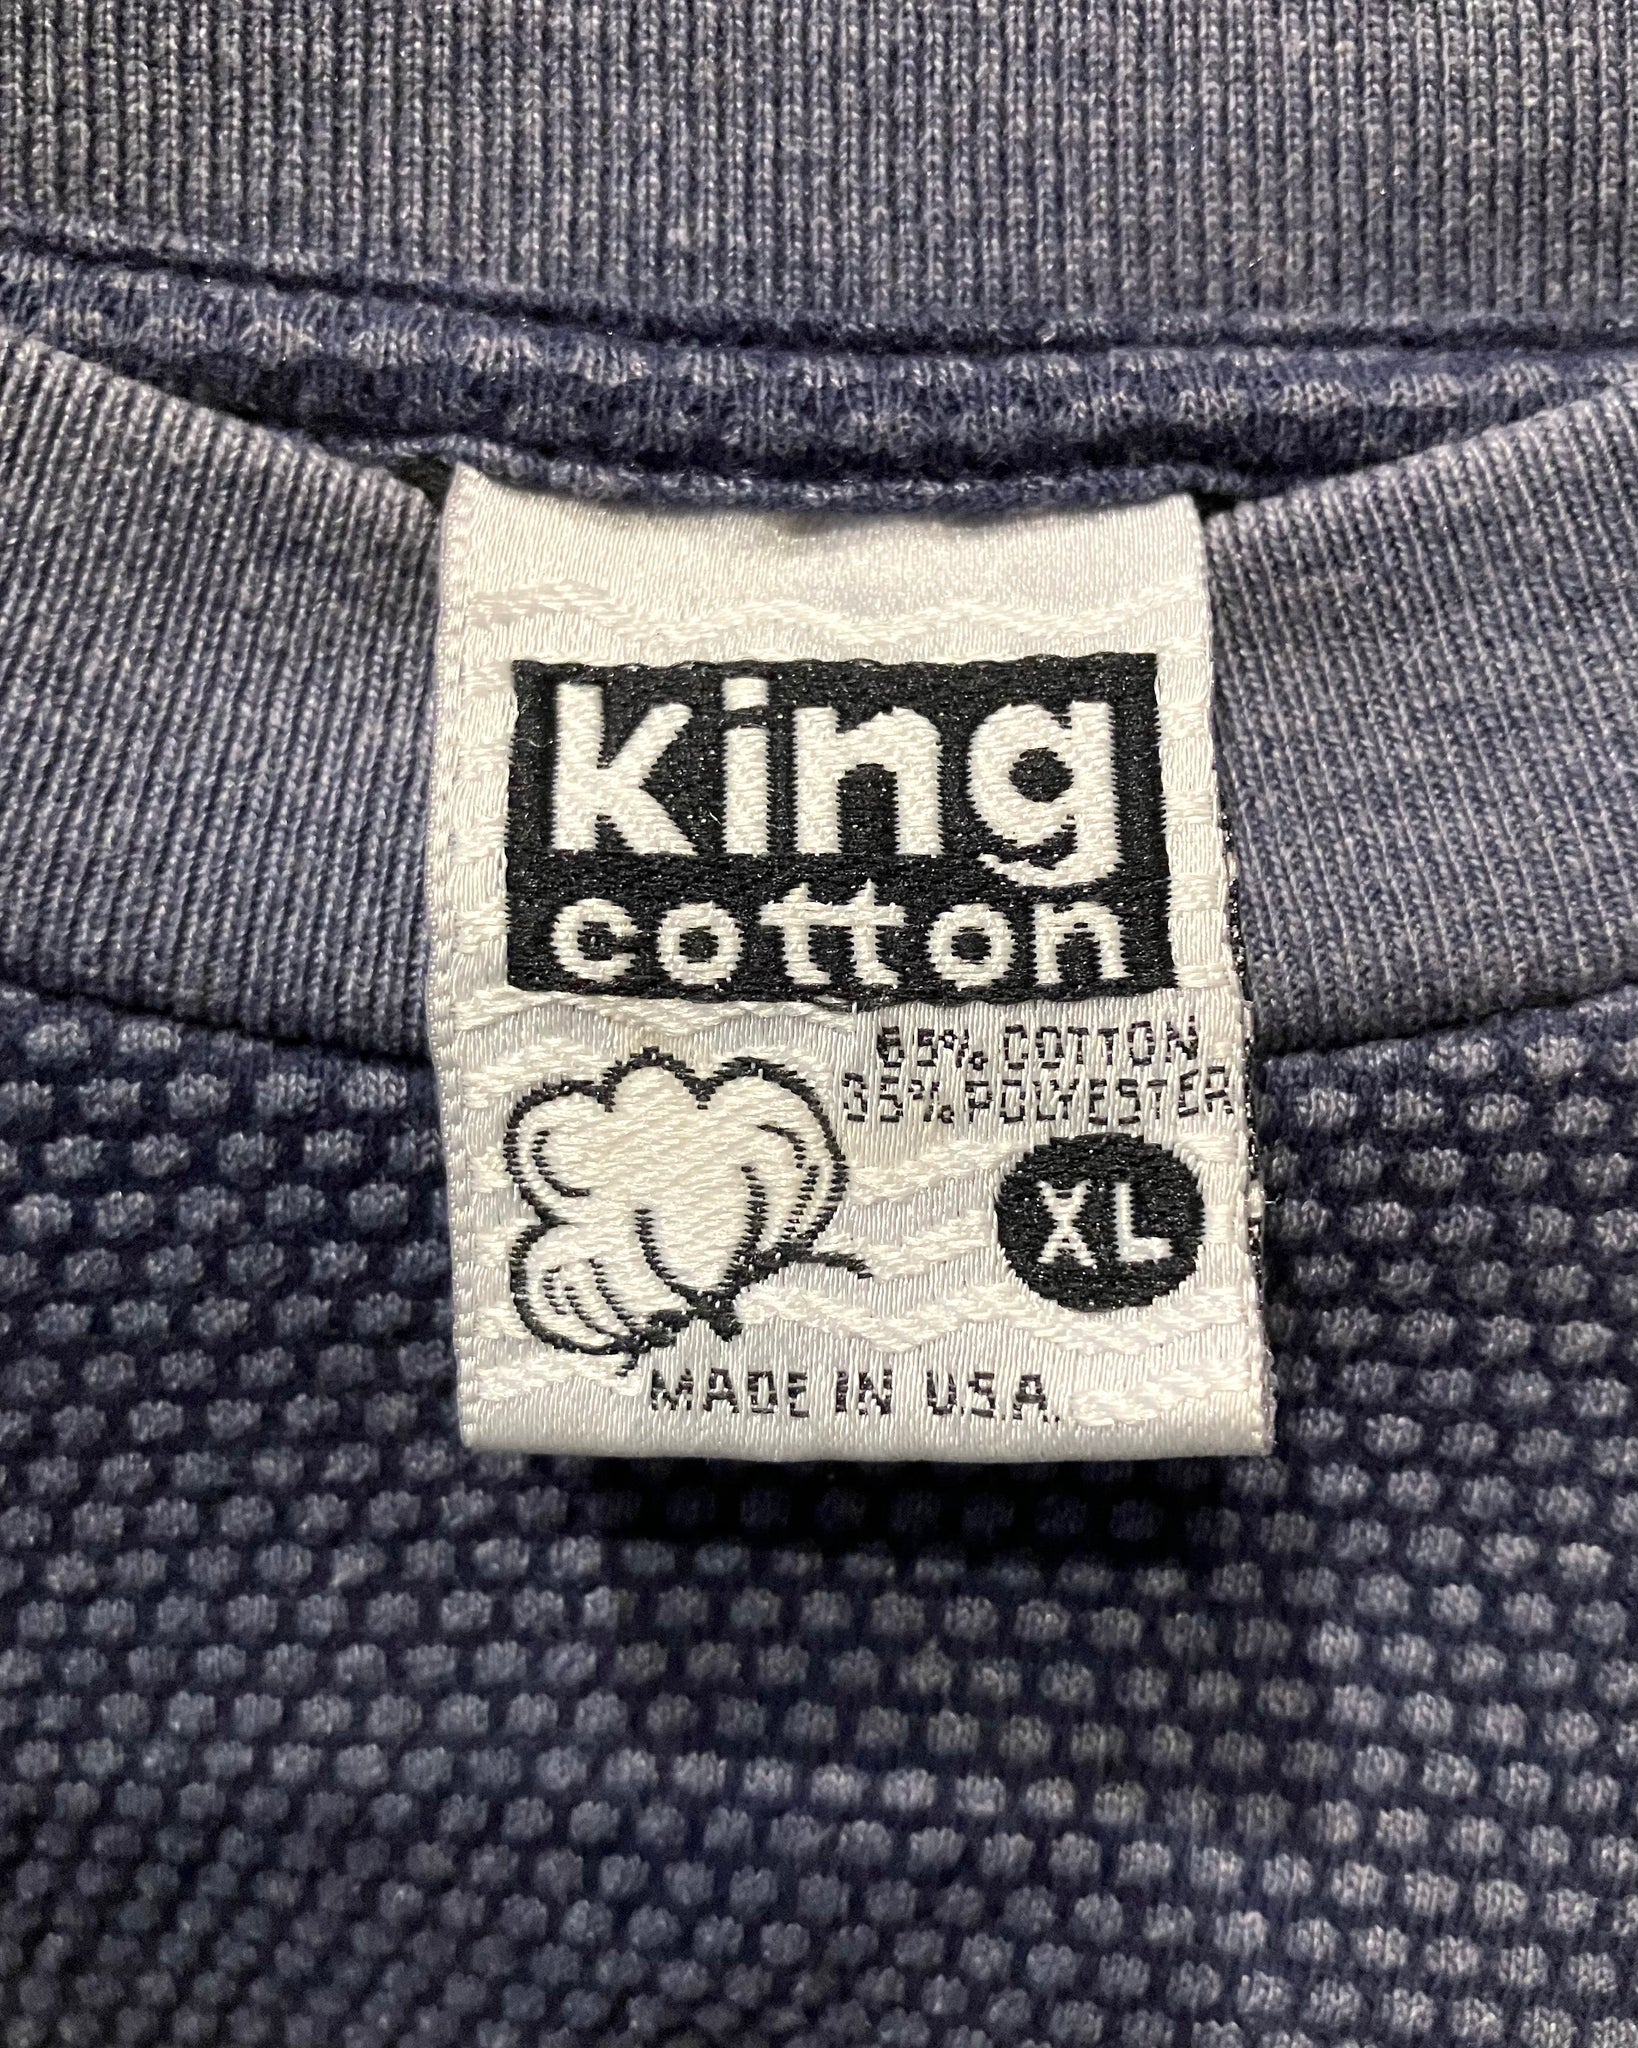 king
cotton
65% COTTON
35% POLYESTER
XL
MADE IN U.S.A.